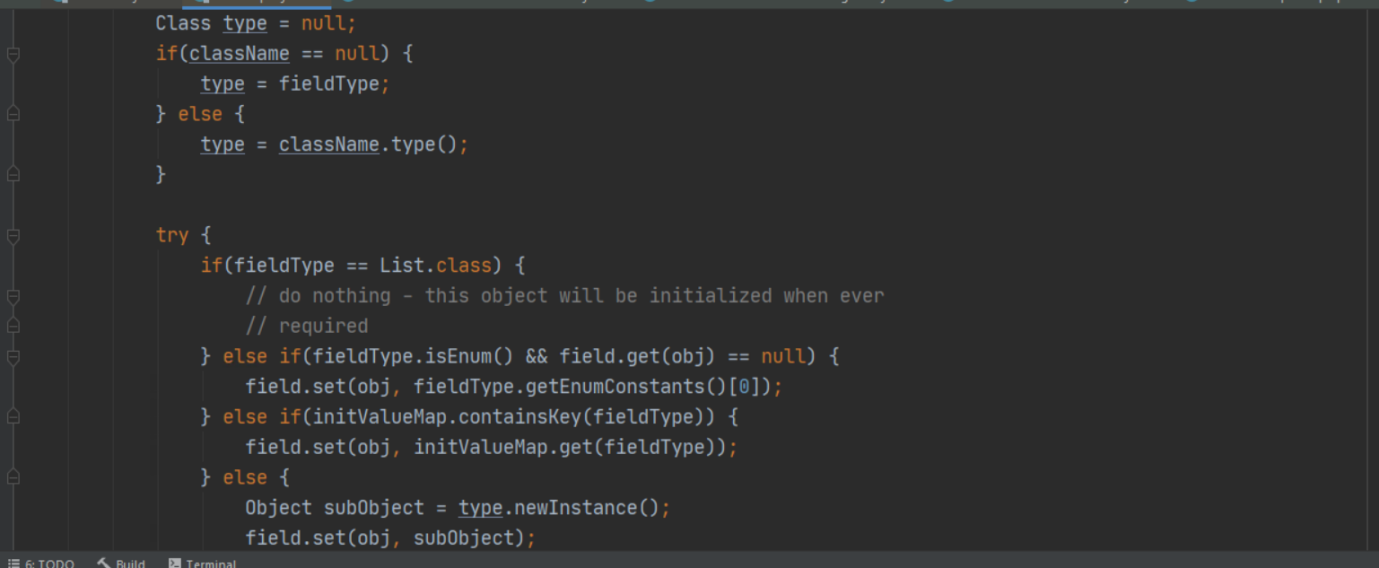 Class type = null;
if(className == null) {
type = fieldType;
} else {
type = className.type();
}
try {
if(fieldType == List.class) {
// do nothing - this object will be initialized when ever
// required
} else if(fieldType.isEnum() && field.get(obj) == null) {
field.set(obj, fieldType.getEnumConstants()[0]);
} else if(initValueMap.containsKey(fieldType)) {
field.set(obj, initValueMap.get(fieldType));
} else {
Object subObject = type.newInstance();
field.set(obj, subObject);
6: TODO Build Terminal